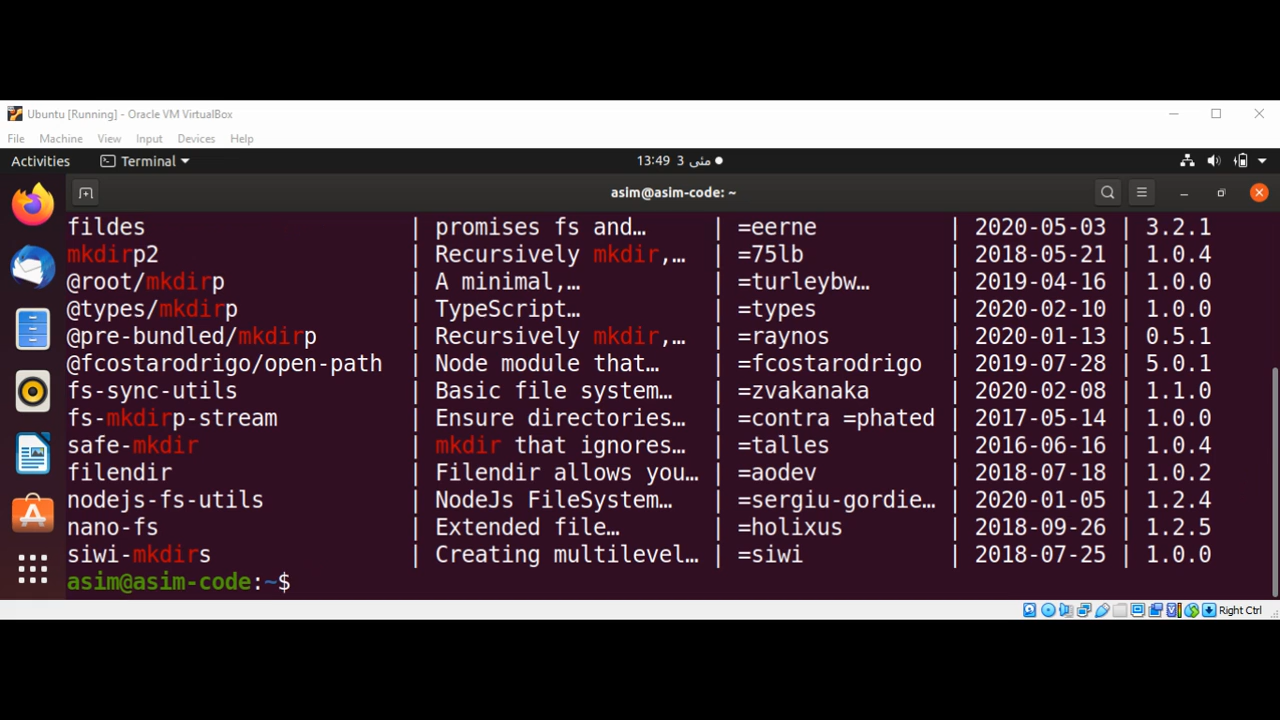 Ubuntu [Running] - Oracle VM VirtualBox
File Machine View Input Devices Help
Activities Terminal 13:49 3 مئی
asim@asim-code: ~
fildes | promises fs and… | =eerne | 2020-05-03 | 3.2.1
mkdirp2 | Recursively mkdir,… | =75lb | 2018-05-21 | 1.0.4
@root/mkdirp | A minimal,… | =turleybw… | 2019-04-16 | 1.0.0
@types/mkdirp | TypeScript… | =types | 2020-02-10 | 1.0.0
@pre-bundled/mkdirp | Recursively mkdir,… | =raynos | 2020-01-13 | 0.5.1
@fcostarodrigo/open-path | Node module that… | =fcostarodrigo | 2019-07-28 | 5.0.1
fs-sync-utils | Basic file system… | =zvakanaka | 2020-02-08 | 1.1.0
fs-mkdirp-stream | Ensure directories… | =contra =phated | 2017-05-14 | 1.0.0
safe-mkdir | mkdir that ignores… | =talles | 2016-06-16 | 1.0.4
filendir | Filendir allows you… | =aodev | 2018-07-18 | 1.0.2
nodejs-fs-utils | NodeJs FileSystem… | =sergiu-gordie… | 2020-01-05 | 1.2.4
nano-fs | Extended file… | =holixus | 2018-09-26 | 1.2.5
siwi-mkdirs | Creating multilevel… | =siwi | 2018-07-25 | 1.0.0
asim@asim-code:~$
Right Ctrl